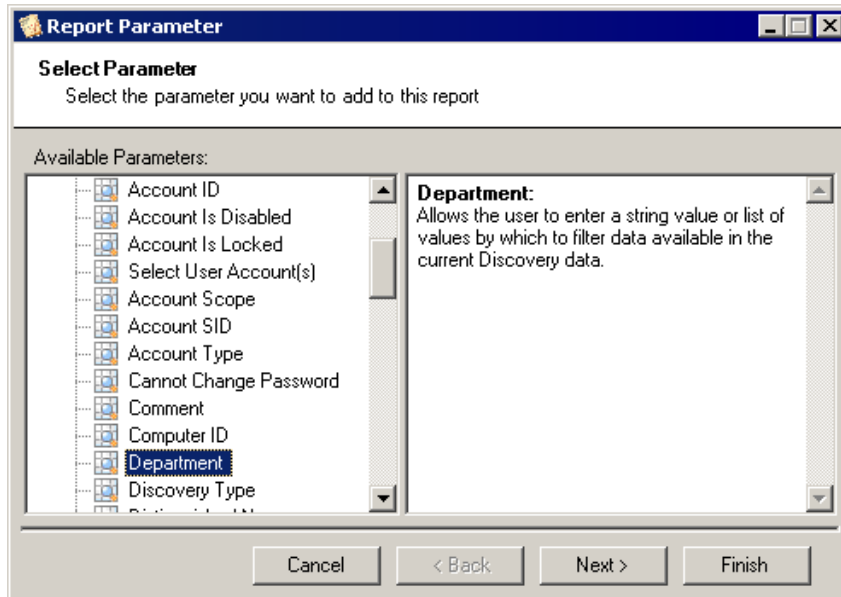 Report Parameter
Select Parameter
Select the parameter you want to add to this report
Available Parameters:
Account ID
Account Is Disabled
Account Is Locked
Select User Account(s)
Account Scope
Account SID
Account Type
Cannot Change Password
Comment
Computer ID
Department
Discovery Type
Department:
Allows the user to enter a string value or list of
values by which to filter data available in the
current Discovery data.
Cancel
< Back
Next >
Finish